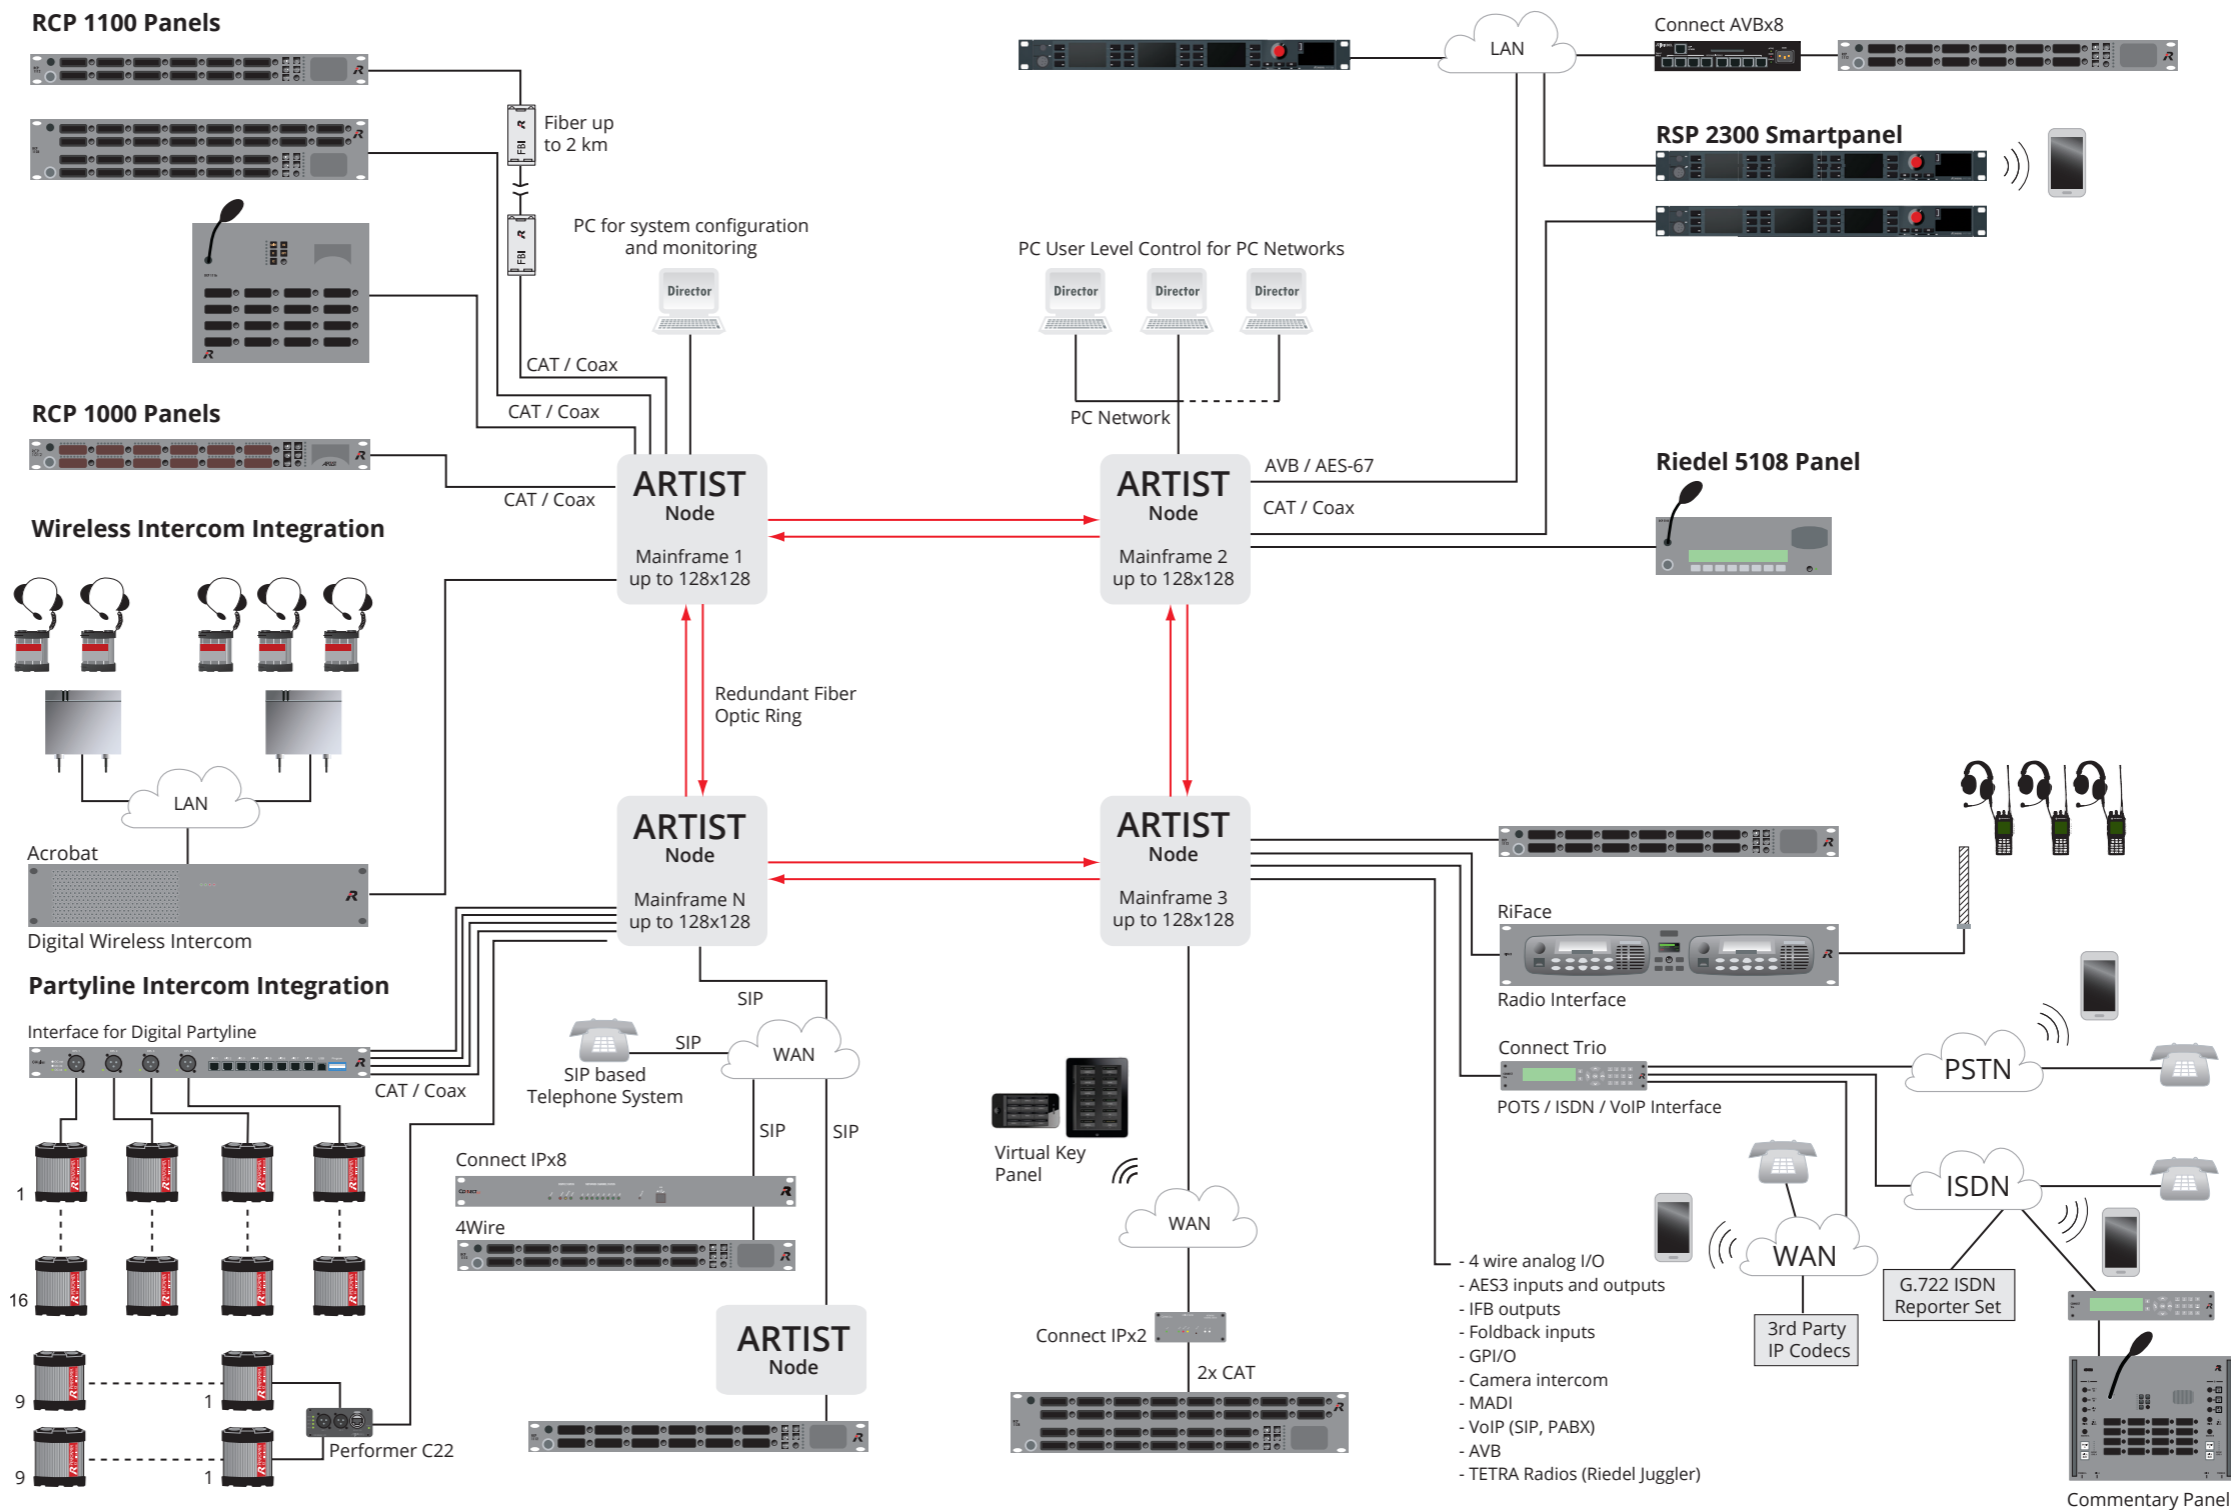 RCP 1100 Panels
Fiber up
to 2 km
FBI
FBI
PC for system configuration
and monitoring
Director
CAT / Coax
CAT / Coax
RCP 1000 Panels
CAT / Coax
LAN
Connect AVBx8
RSP 2300 Smartpanel
PC User Level Control for PC Networks
Director
Director
Director
PC Network
AVB / AES-67
CAT / Coax
Riedel 5108 Panel
ARTIST
Node
Mainframe 1
up to 128x128
ARTIST
Node
Mainframe 2
up to 128x128
Wireless Intercom Integration
LAN
Acrobat
Digital Wireless Intercom
Redundant Fiber
Optic Ring
ARTIST
Node
Mainframe N
up to 128x128
ARTIST
Node
Mainframe 3
up to 128x128
Partyline Intercom Integration
Interface for Digital Partyline
CAT / Coax
1
16
9
1
9
1
Performer C22
SIP
SIP
WAN
SIP based
Telephone System
SIP
SIP
Connect IPx8
4Wire
ARTIST
Node
Virtual Key
Panel
WAN
Connect IPx2
2x CAT
RiFace
Radio Interface
Connect Trio
POTS / ISDN / VoIP Interface
PSTN
ISDN
WAN
G.722 ISDN
Reporter Set
3rd Party
IP Codecs
Commentary Panel
- 4 wire analog I/O
- AES3 inputs and outputs
- IFB outputs
- Foldback inputs
- GPI/O
- Camera intercom
- MADI
- VoIP (SIP, PABX)
- AVB
- TETRA Radios (Riedel Juggler)